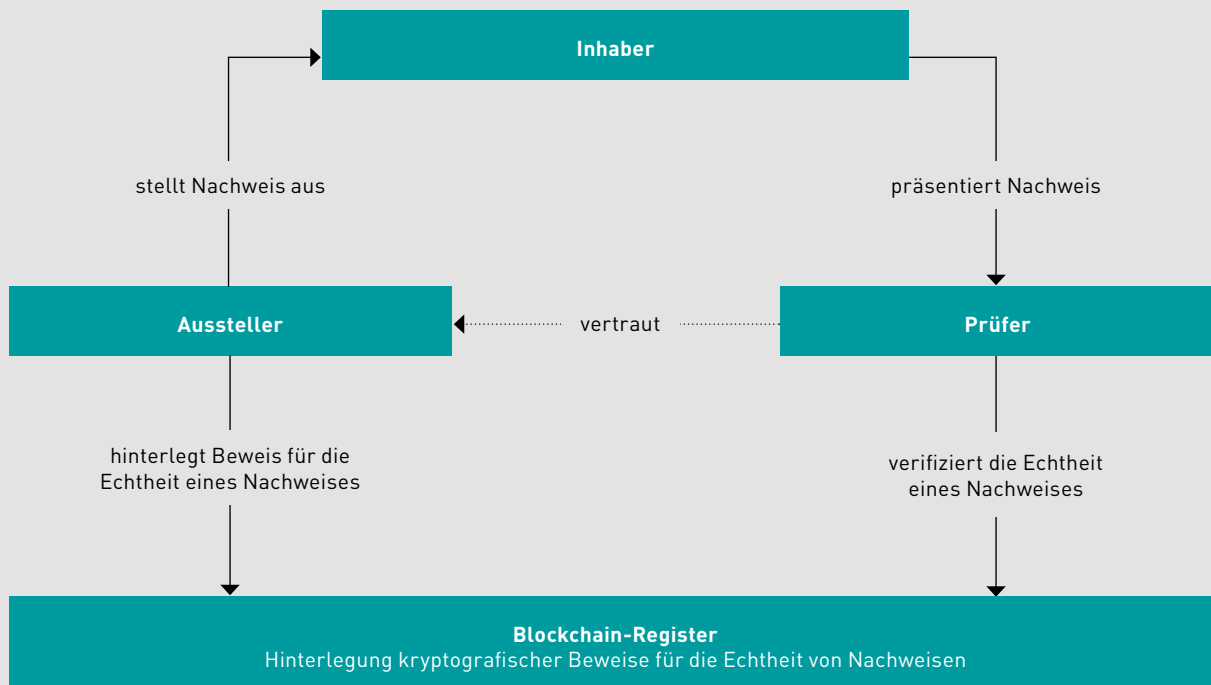 Inhaber
stellt Nachweis aus
präsentiert Nachweis
Aussteller
vertraut
Prüfer
hinterlegt Beweis für die
Echtheit eines Nachweises
verifiziert die Echtheit
eines Nachweises
Blockchain-Register
Hinterlegung kryptografischer Beweise für die Echtheit von Nachweisen